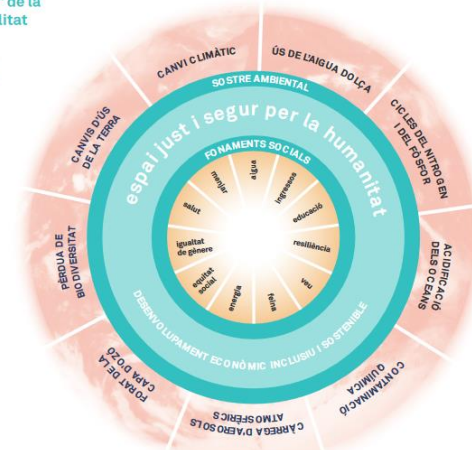 de la
litat
CANVI CLIMÀTIC
ÚS DE L'AIGUA DOLÇA
CICLES DEL NITROGEN
I DEL FÒSFOR
ACIDIFICACIÓ
DELS OCEANS
CONTAMINACIÓ
QUÍMICA
CÀRREGA D'AEROSOLS
ATMOSFÈRICS
FORAT DE LA
CAPA D'OZÓ
PÈRDUA DE
BIODIVERSITAT
CANVIS D'ÚS
DE LA TERRA
SOSTRE AMBIENTAL
espai just i segur per la humanitat
FONAMENTS SOCIALS
aigua
ingressos
educació
resiliència
veu
feina
energia
equitat
social
igualtat
de gènere
salut
menjar
DESENVOLUPAMENT ECONÒMIC INCLUSIU I SOSTENIBLE